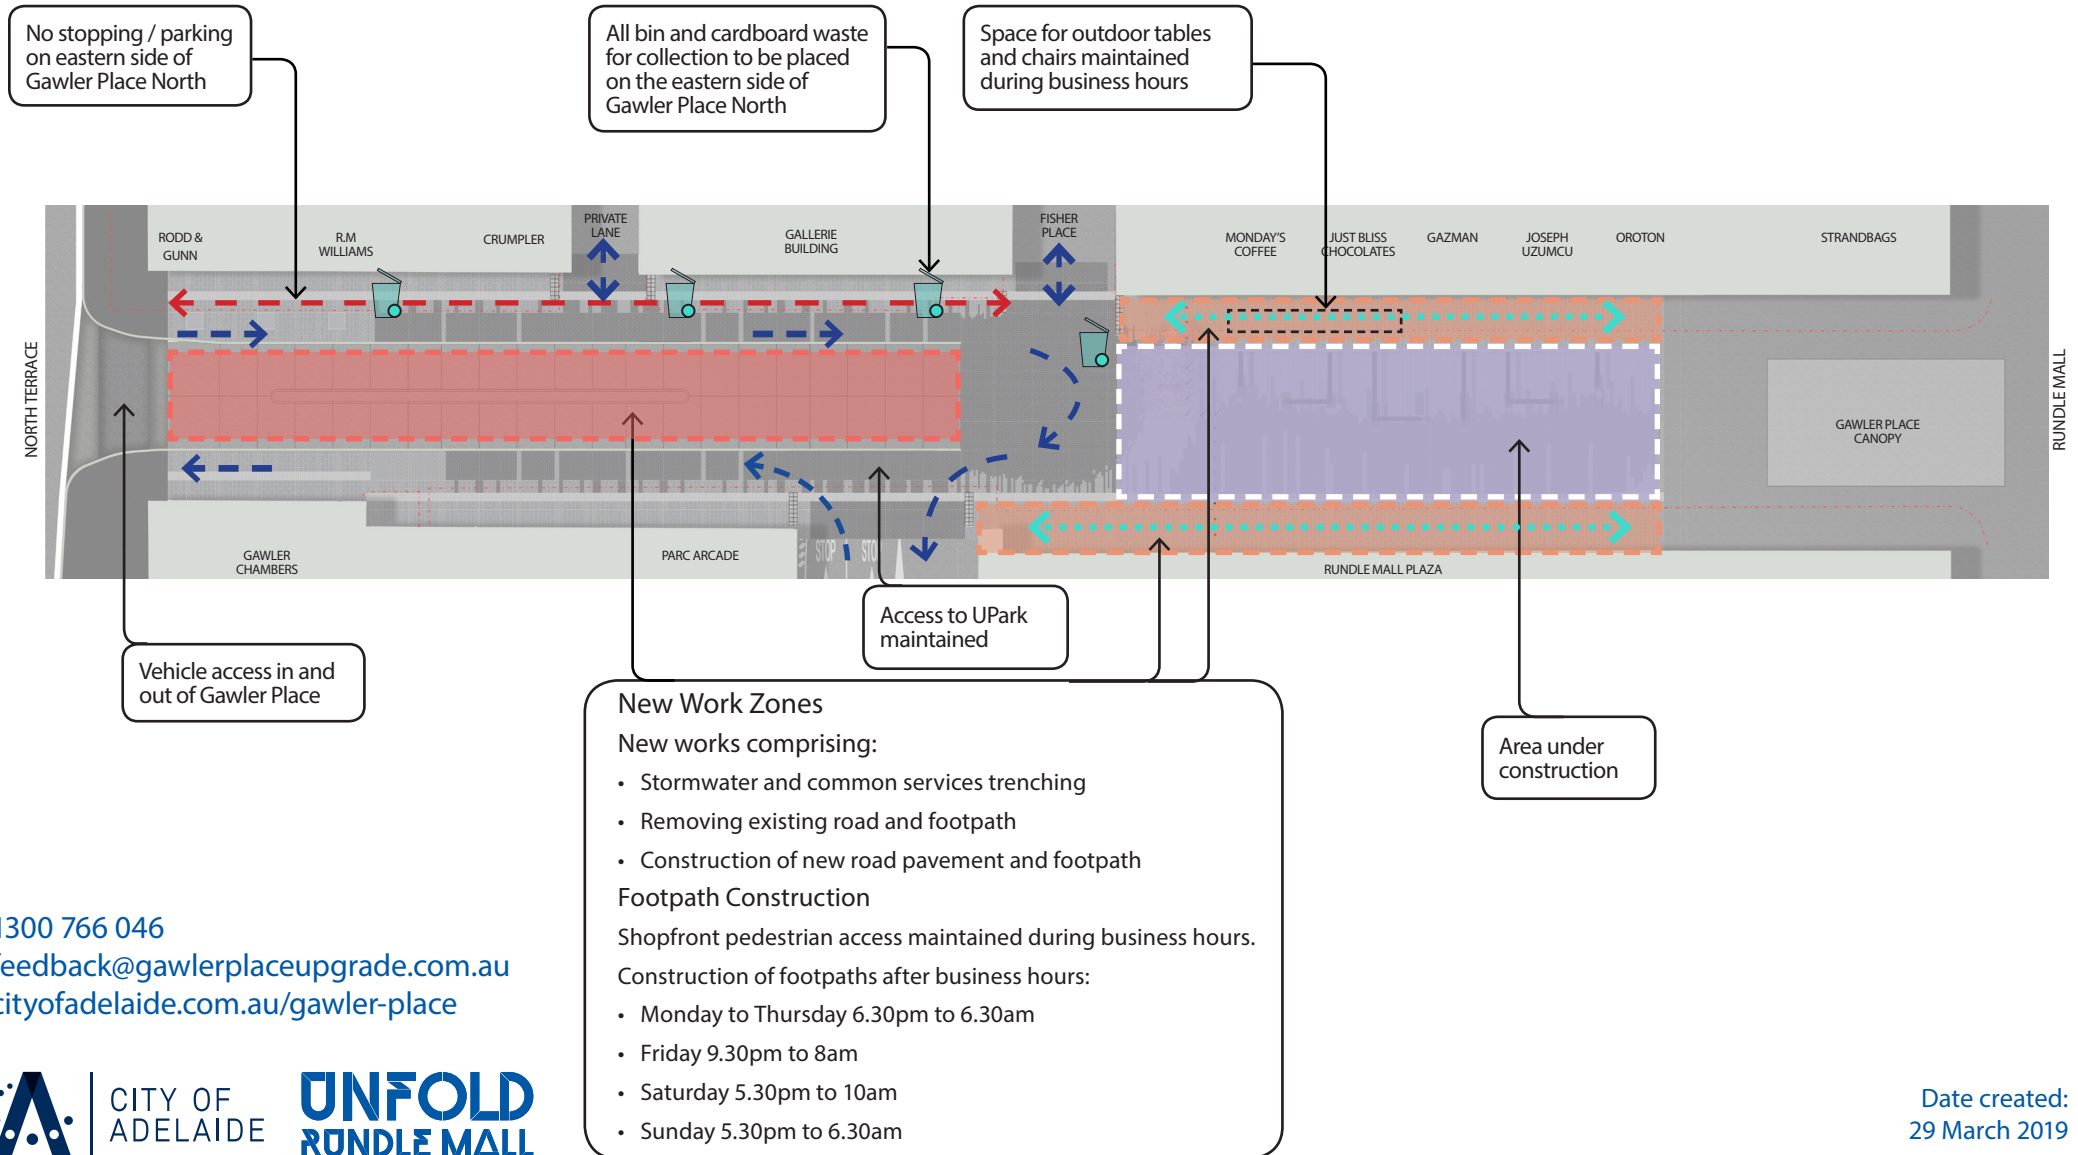 No stopping / parking
on eastern side of
Gawler Place North
All bin and cardboard waste
for collection to be placed
on the eastern side of
Gawler Place North
Space for outdoor tables
and chairs maintained
during business hours
RODD &
GUNN
R.M
WILLIAMS
CRUMPLER
PRIVATE
LANE
GALLERIE
BUILDING
FISHER
PLACE
MONDAY'S
COFFEE
JUST BLISS
CHOCOLATES
GAZMAN
JOSEPH
UZUMCU
OROTON
STRANDBAGS
NORTH TERRACE
GAWLER PLACE
CANOPY
RUNDLE MALL
GAWLER
CHAMBERS
PARC ARCADE
STOP
STO
RUNDLE MALL PLAZA
Access to UPark
maintained
Vehicle access in and
out of Gawler Place
New Work Zones
New works comprising:
• Stormwater and common services trenching
• Removing existing road and footpath
• Construction of new road pavement and footpath
Footpath Construction
Shopfront pedestrian access maintained during business hours.
Construction of footpaths after business hours:
• Monday to Thursday 6.30pm to 6.30am
• Friday 9.30pm to 8am
• Saturday 5.30pm to 10am
• Sunday 5.30pm to 6.30am
Area under
construction
1300 766 046
feedback@gawlerplaceupgrade.com.au
cityofadelaide.com.au/gawler-place
CITY OF
ADELAIDE
UNFOLD
RUNDLE MALL
Date created:
29 March 2019